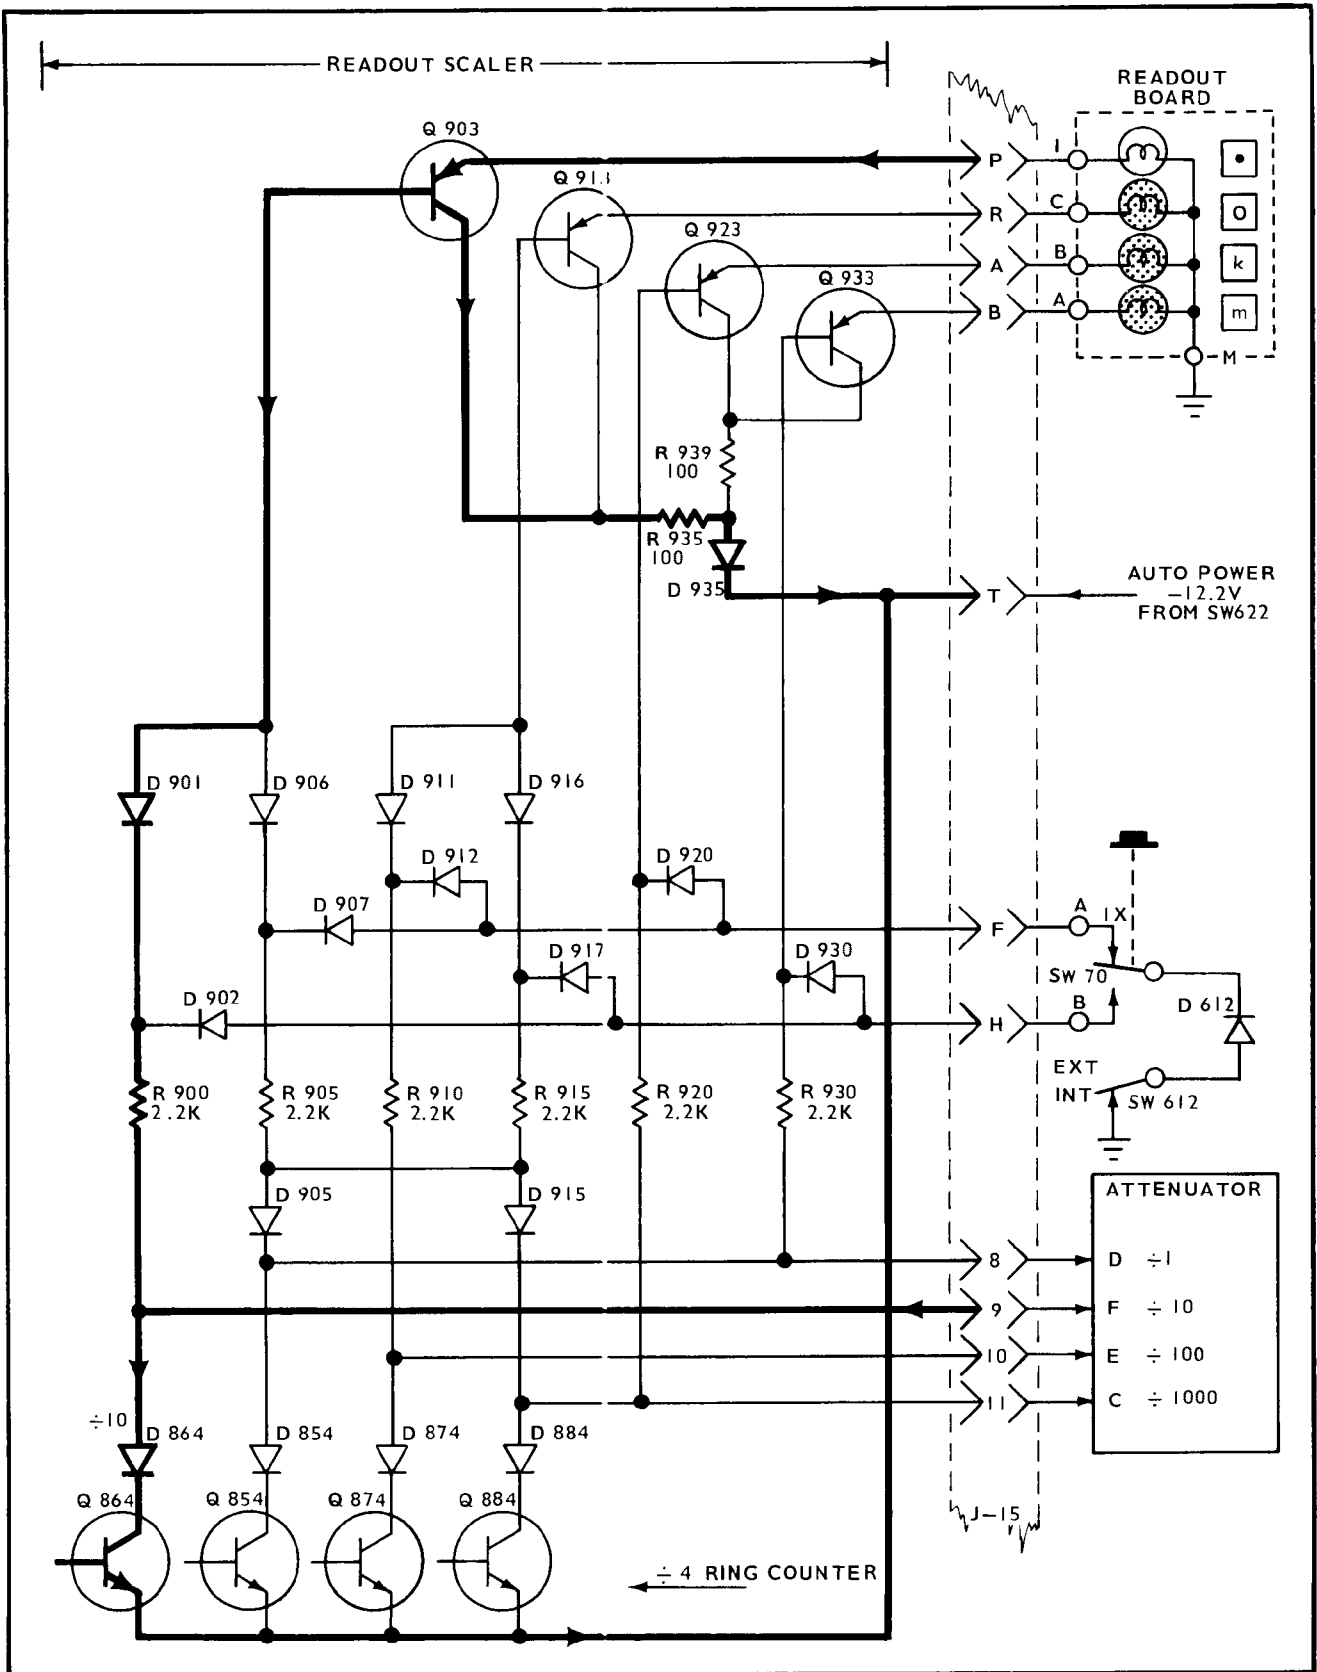 READOUT SCALER
READOUT
BOARD
Q 903
P
I
•
Q 913
R
C
O
Q 923
A
B
k
Q 933
B
A
m
M
R 939
100
R 935
100
D 935
T
AUTO POWER
-12.2V
FROM SW622
D 901
D 906
D 911
D 916
D 912
D 920
D 907
F
A
1X
D 917
D 930
SW 70
D 902
H
B
D 612
EXT
INT
SW 612
R 900
2.2K
R 905
2.2K
R 910
2.2K
R 915
2.2K
R 920
2.2K
R 930
2.2K
D 905
D 915
ATTENUATOR
8
D ÷1
9
F ÷ 10
10
E ÷ 100
11
C ÷ 1000
÷10
D 864
D 854
D 874
D 884
Q 864
Q 854
Q 874
Q 884
J-15
÷ 4 RING COUNTER